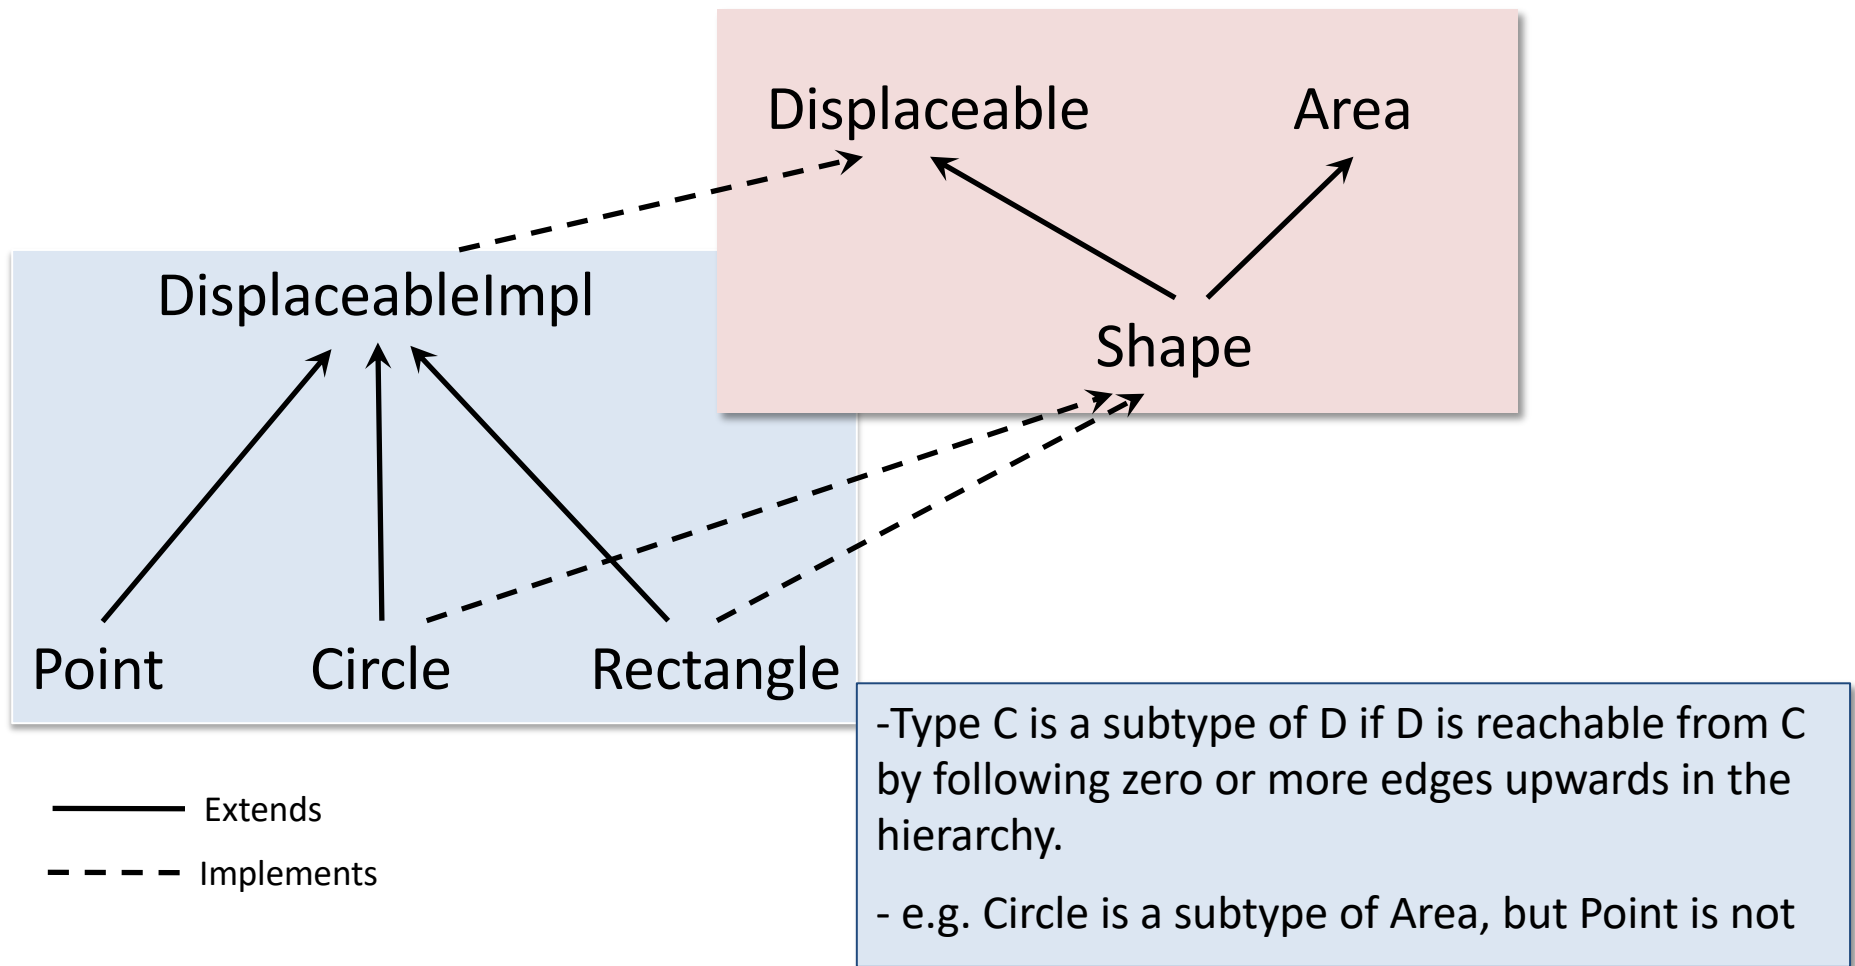 Displaceable Area
DisplaceableImpl
Shape
Point Circle Rectangle
-Type C is a subtype of D if D is reachable from C
by following zero or more edges upwards in the
hierarchy.
- e.g. Circle is a subtype of Area, but Point is not
Extends
Implements